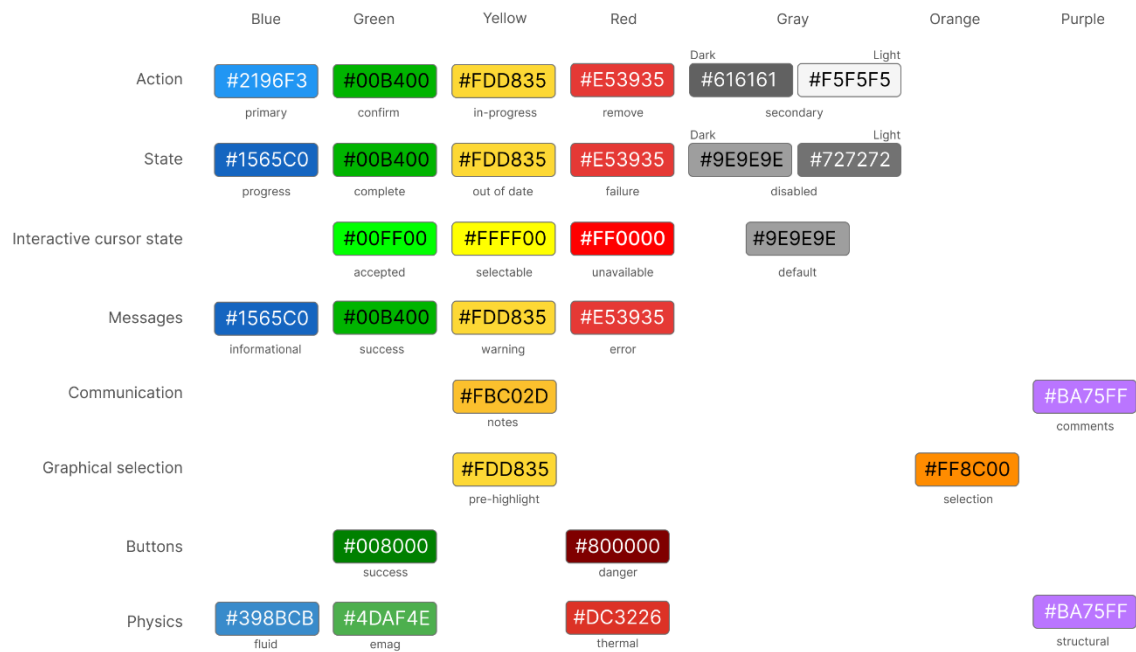 Blue Green Yellow Red Gray Orange Purple
Dark Light
Action #2196F3 #00B400 #FDD835 #E53935 #616161 #F5F5F5
primary confirm in-progress remove secondary
Dark Light
State #1565C0 #00B400 #FDD835 #E53935 #9E9E9E #727272
progress complete out of date failure disabled
Interactive cursor state #00FF00 #FFFF00 #FF0000 #9E9E9E
accepted selectable unavailable default
Messages #1565C0 #00B400 #FDD835 #E53935
informational success warning error
Communication #FBC02D #BA75FF
notes comments
Graphical selection #FDD835 #FF8C00
pre-highlight selection
Buttons #008000 #800000
success danger
Physics #398BCB #4DAF4E #DC3226 #BA75FF
fluid emag thermal structural